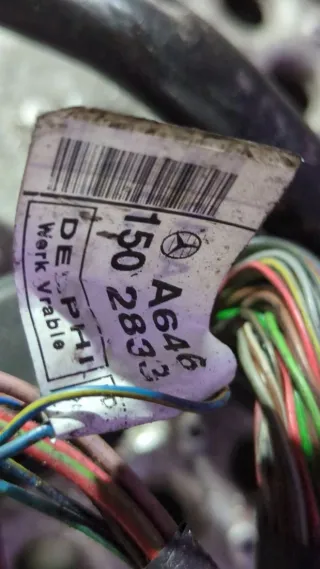 A646
150 2833
DELPHI
Werk Vrable